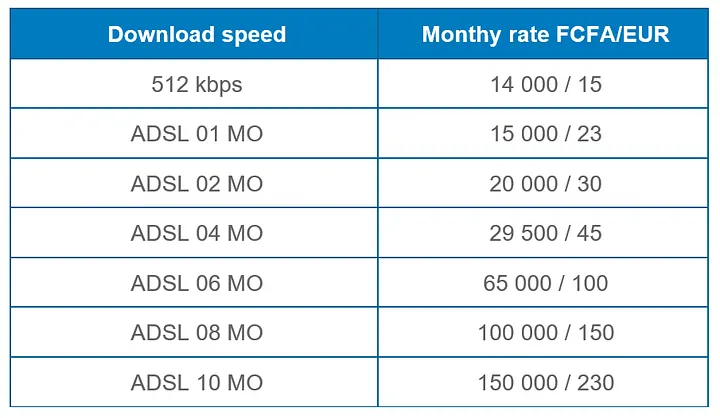 Download speed Monthy rate FCFA/EUR
512 kbps 14 000 / 15
ADSL 01 MO 15 000 / 23
ADSL 02 MO 20 000 / 30
ADSL 04 MO 29 500 / 45
ADSL 06 MO 65 000 / 100
ADSL 08 MO 100 000 / 150
ADSL 10 MO 150 000 / 230